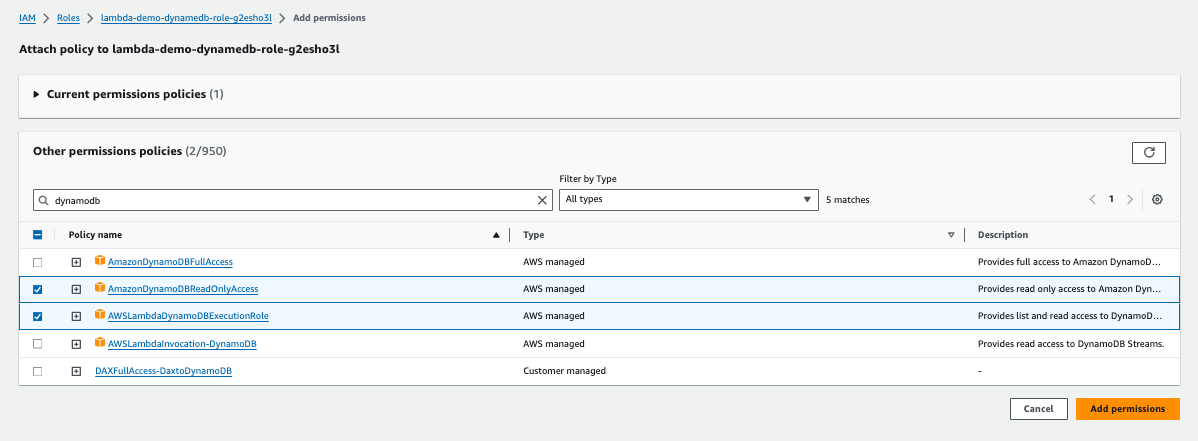 IAM > Roles > lambda-demo-dynamedb-role-g2esho3l > Add permissions
Attach policy to lambda-demo-dynamedb-role-g2esho3l
Current permissions policies (1)
Other permissions policies (2/950)
Filter by Type
dynamodb
All types
5 matches
1
Policy name Type Description
AmazonDynamoDBFullAccess AWS managed Provides full access to Amazon DynamoD...
AmazonDynamoDBReadOnlyAccess AWS managed Provides read only access to Amazon Dyn...
AWSLambdaDynamoDBExecutionRole AWS managed Provides list and read access to DynamoD...
AWSLambdaInvocation-DynamoDB AWS managed Provides read access to DynamoDB Streams.
DAXFullAccess-DaxtoDynamoDB Customer managed -
Cancel Add permissions